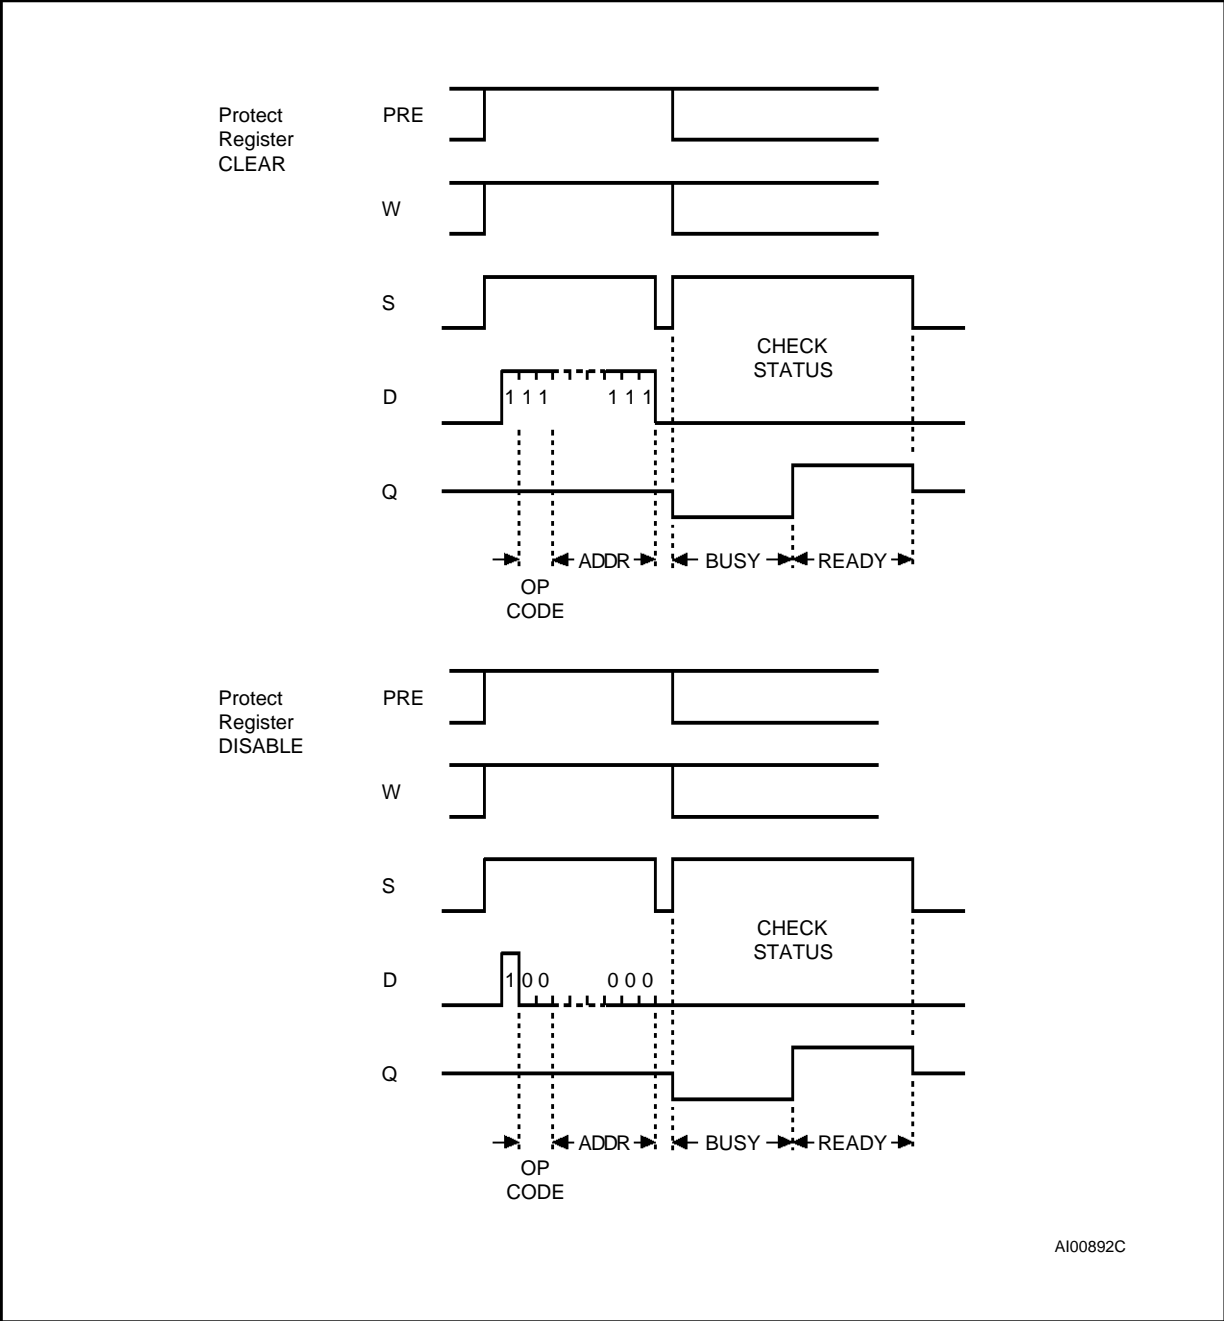 Protect
Register
CLEAR
PRE
W
S
CHECK
STATUS
D
1 1 1 1 1 1
Q
ADDR BUSY READY
OP
CODE
Protect
Register
DISABLE
PRE
W
S
CHECK
STATUS
D
1 0 0 0 0 0
Q
ADDR BUSY READY
OP
CODE
AI00892C